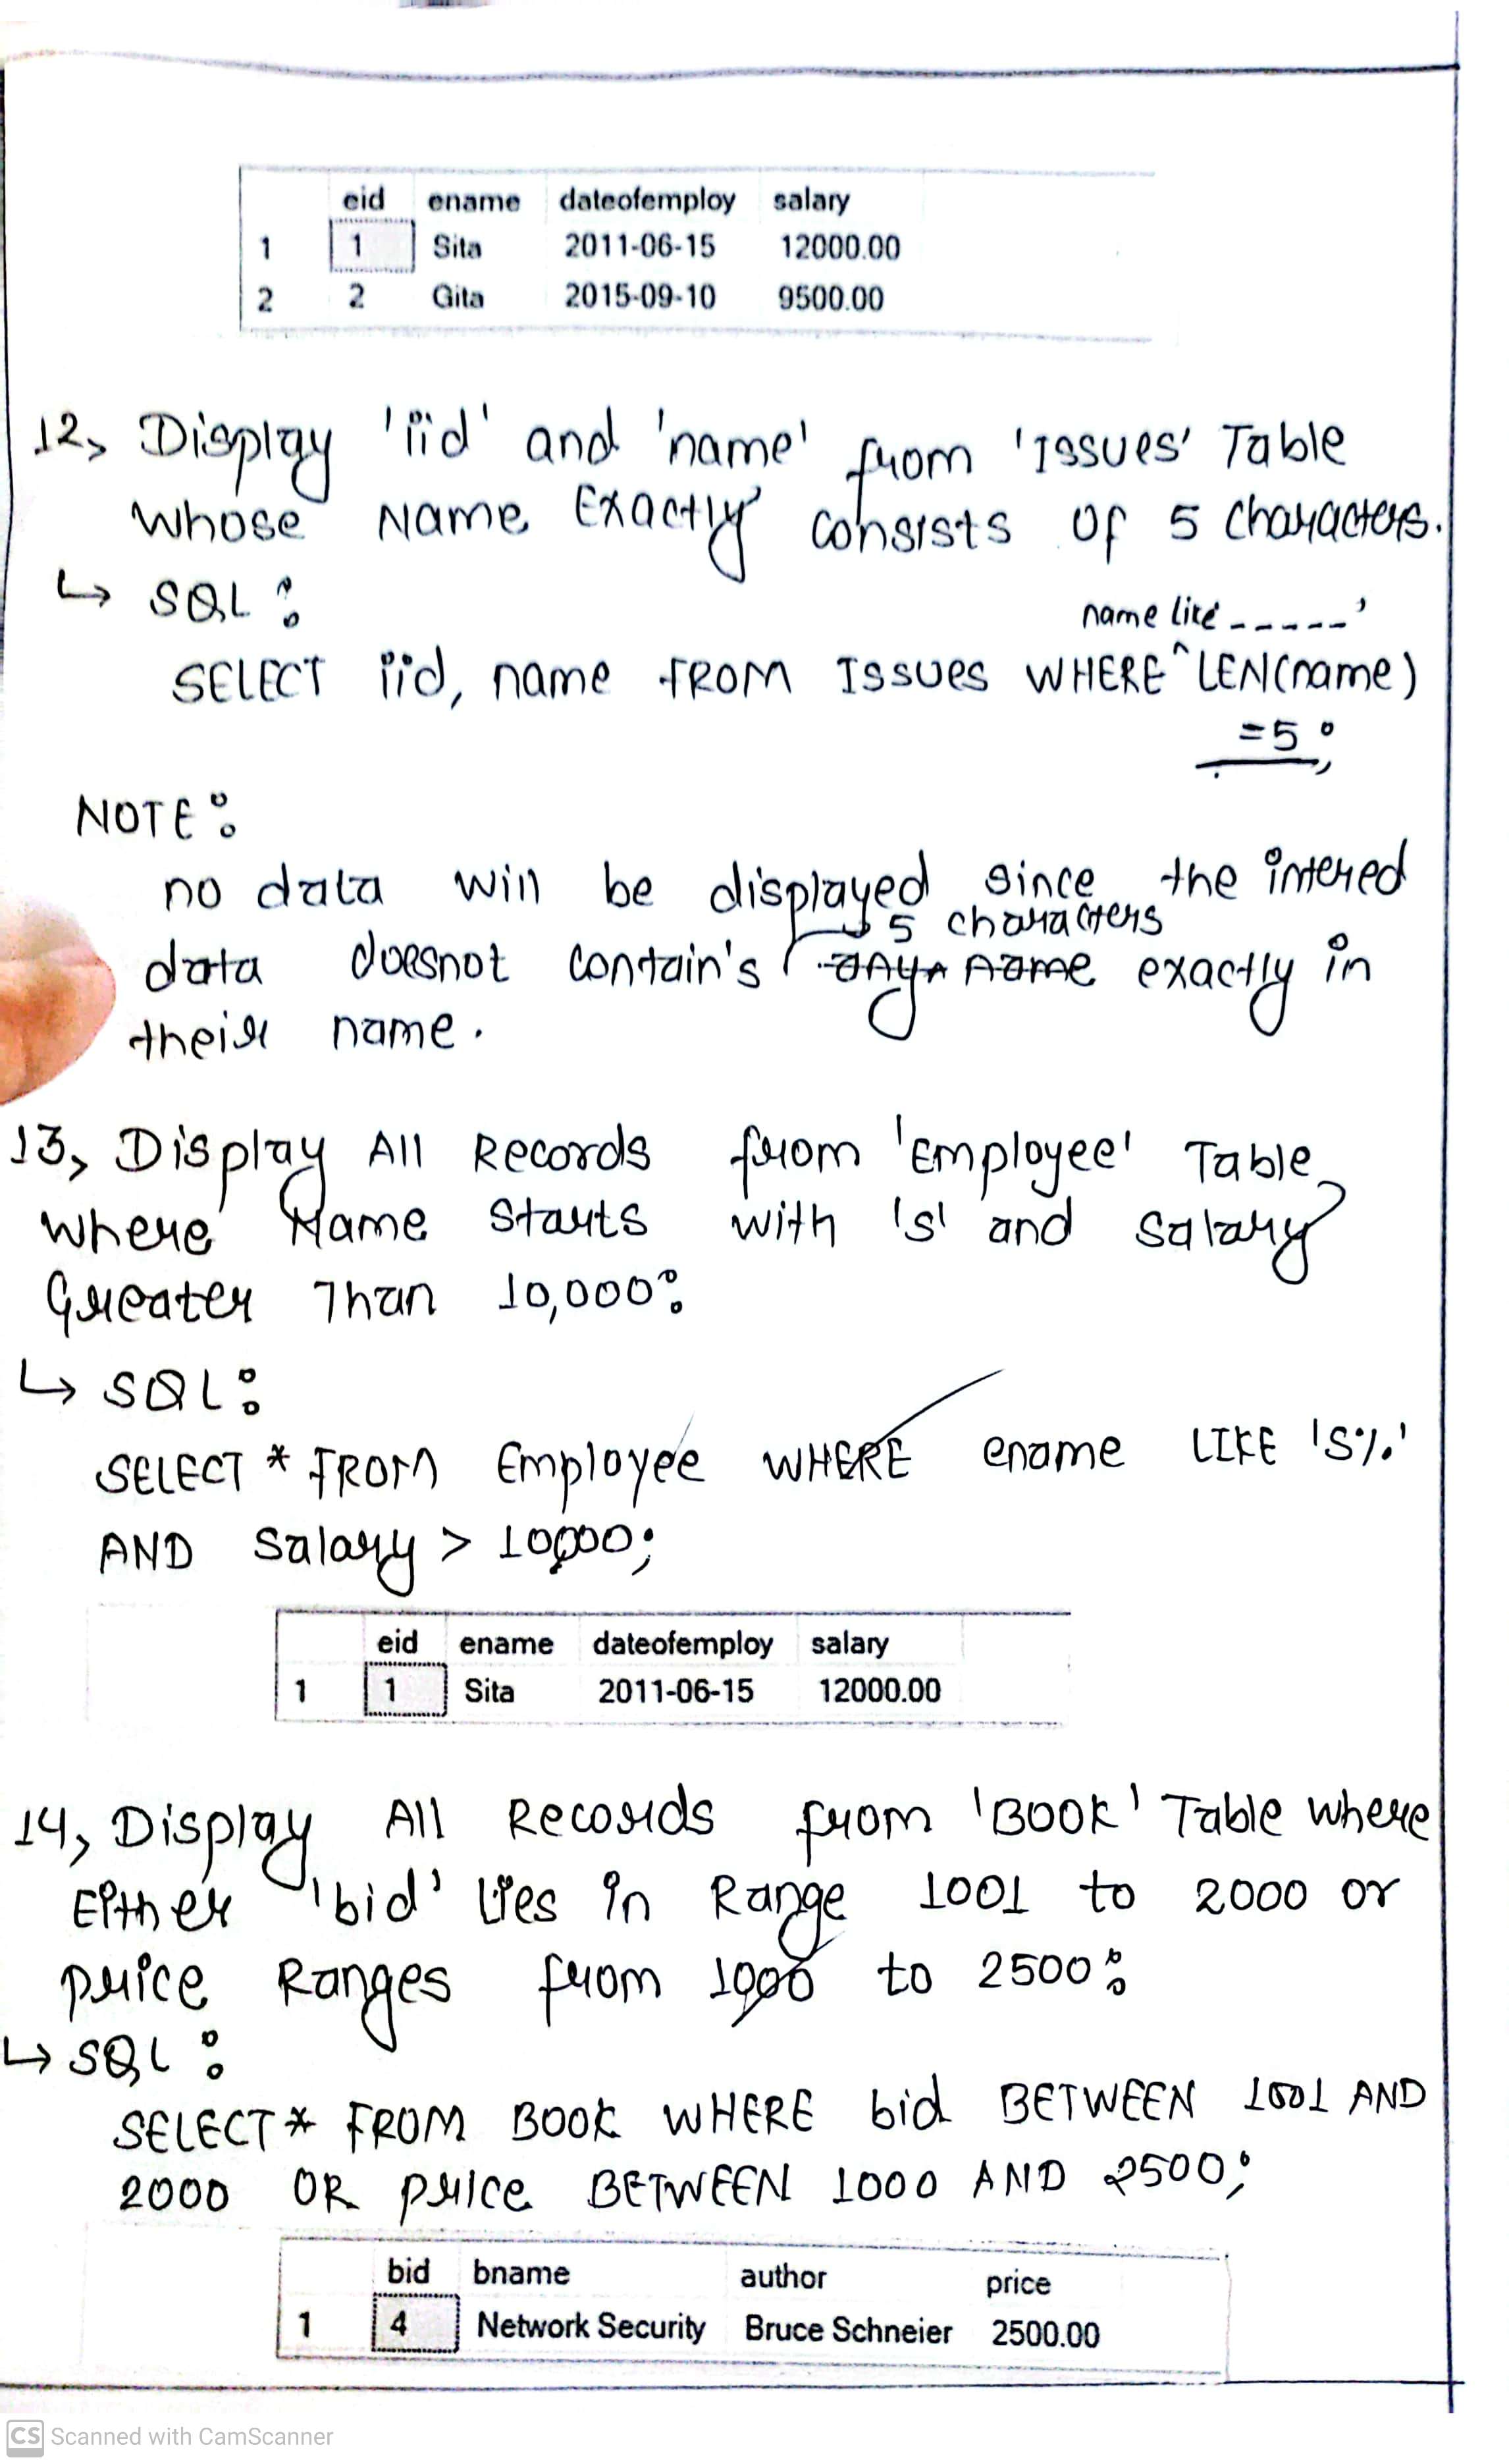 eid ename dateofemploy salary
1 1 Sita 2011-06-15 12000.00
2 2 Gita 2015-09-10 9500.00
12, Display 'iid' and 'name' from 'Issues' Table
whose Name Exactly consists of 5 characters.
↳ SQL:
name like '_____'
SELECT iid, name FROM Issues WHERE ^ LEN(name)
=5;
NOTE:
no data will be displayed since the intered
5 characters
data doesnot contain's any name exactly in
their name.
13, Display All Records from 'Employee' Table
where Name Starts with 's' and salary
Greater Than 10,000:
↳ SQL:
SELECT * FROM Employee WHERE ename LIKE 'S%'
AND Salary > 10000;
eid ename dateofemploy salary
1 1 Sita 2011-06-15 12000.00
14, Display All Records from 'BOOK' Table where
Either 'bid' lies in Range 1001 to 2000 or
price Ranges from 1000 to 2500:
↳ SQL:
SELECT * FROM BOOK WHERE bid BETWEEN 1001 AND
2000 OR price BETWEEN 1000 AND 2500;
bid bname author price
1 4 Network Security Bruce Schneier 2500.00
CS Scanned with CamScanner